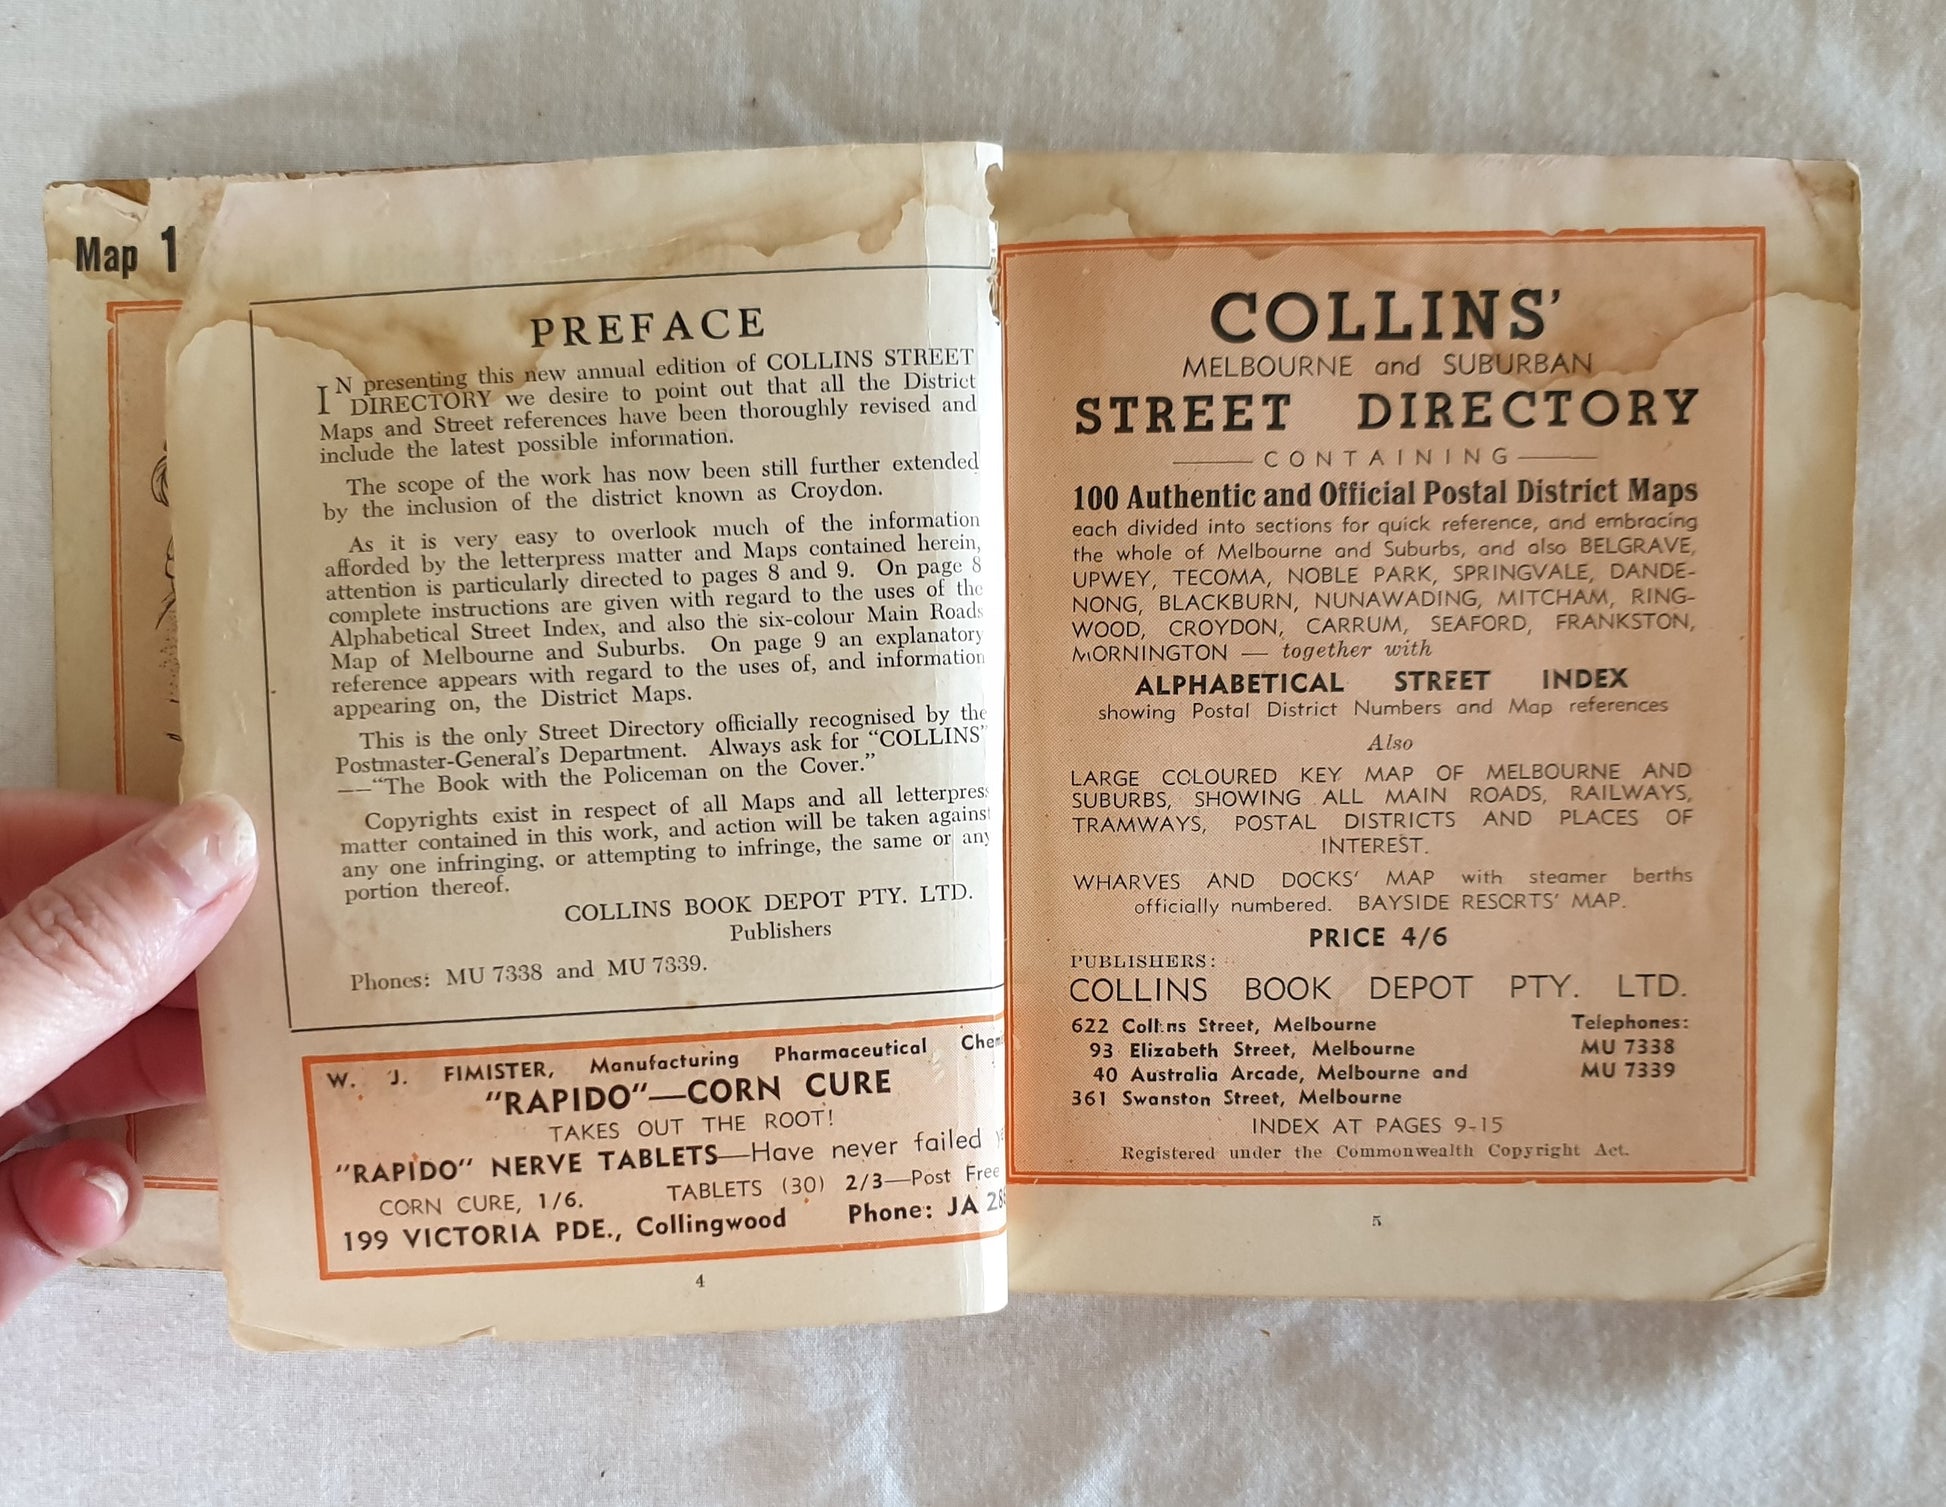 Map 1
PREFACE
IN presenting this new annual edition of COLLINS STREET
DIRECTORY we desire to point out that all the District
Maps and Street references have been thoroughly revised and
include the latest possible information.
The scope of the work has now been still further extended
by the inclusion of the district known as Croydon.
As it is very easy to overlook much of the information
afforded by the letterpress matter and Maps contained herein,
attention is particularly directed to pages 8 and 9. On page 8
complete instructions are given with regard to the uses of the
Alphabetical Street Index, and also the six-colour Main Roads
Map of Melbourne and Suburbs. On page 9 an explanatory
reference appears with regard to the uses of, and information
appearing on, the District Maps.
This is the only Street Directory officially recognised by the
Postmaster-General's Department. Always ask for "COLLINS"
——"The Book with the Policeman on the Cover."
Copyrights exist in respect of all Maps and all letterpress
matter contained in this work, and action will be taken against
any one infringing, or attempting to infringe, the same or any
portion thereof.
COLLINS BOOK DEPOT PTY. LTD.
Publishers
Phones: MU 7338 and MU 7339.
W. J. FIMISTER, Manufacturing Pharmaceutical
"RAPIDO"—CORN CURE
TAKES OUT THE ROOT!
"RAPIDO" NERVE TABLETS—Have never failed
CORN CURE, 1/6. TABLETS (30) 2/3—Post Free
199 VICTORIA PDE., Collingwood Phone: JA
4
COLLINS'
MELBOURNE and SUBURBAN
STREET DIRECTORY
CONTAINING
100 Authentic and Official Postal District Maps
each divided into sections for quick reference, and embracing
the whole of Melbourne and Suburbs, and also BELGRAVE,
UPWEY, TECOMA, NOBLE PARK, SPRINGVALE, DANDE-
NONG, BLACKBURN, NUNAWADING, MITCHAM, RING-
WOOD, CROYDON, CARRUM, SEAFORD, FRANKSTON,
MORNINGTON — together with
ALPHABETICAL STREET INDEX
showing Postal District Numbers and Map references
Also
LARGE COLOURED KEY MAP OF MELBOURNE AND
SUBURBS, SHOWING ALL MAIN ROADS, RAILWAYS,
TRAMWAYS, POSTAL DISTRICTS AND PLACES OF
INTEREST.
WHARVES AND DOCKS' MAP with steamer berths
officially numbered. BAYSIDE RESORTS' MAP.
PRICE 4/6
PUBLISHERS:
COLLINS BOOK DEPOT PTY. LTD.
622 Collins Street, Melbourne Telephones:
93 Elizabeth Street, Melbourne MU 7338
40 Australia Arcade, Melbourne and MU 7339
361 Swanston Street, Melbourne
INDEX AT PAGES 9-15
Registered under the Commonwealth Copyright Act.
5